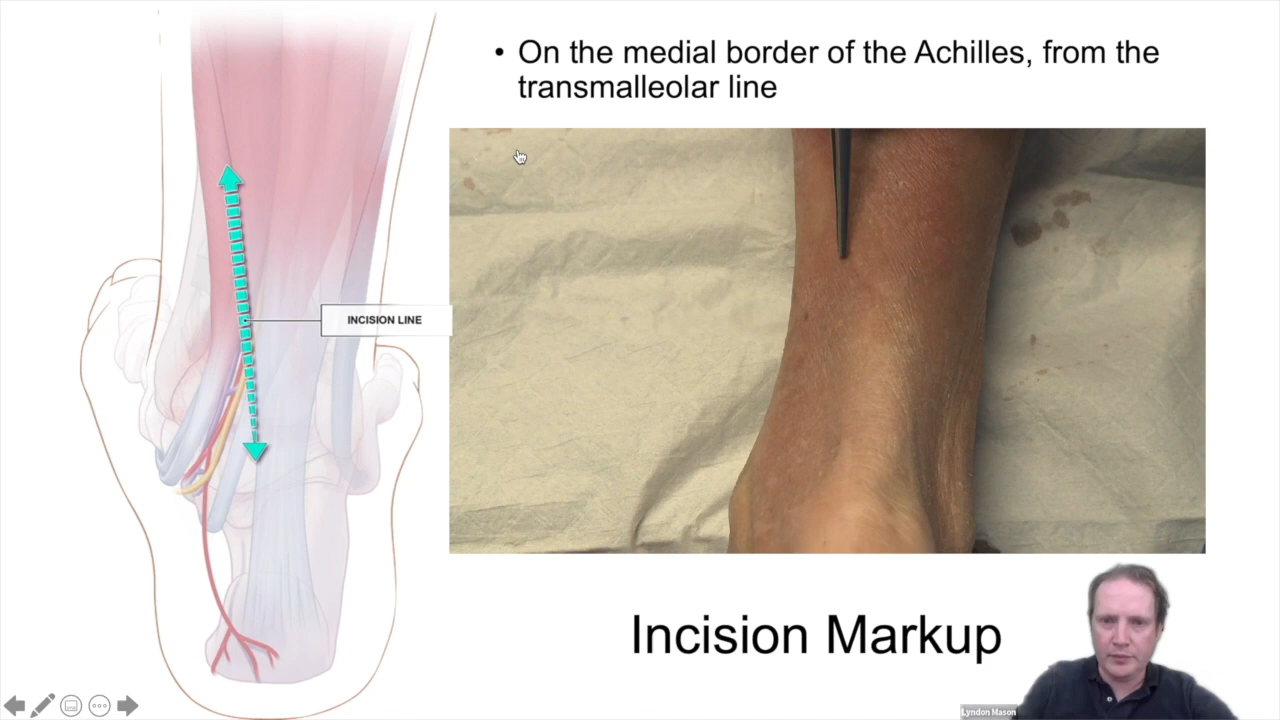 • On the medial border of the Achilles, from the
transmalleolar line
INCISION LINE
Incision Markup
Lyndon Mason